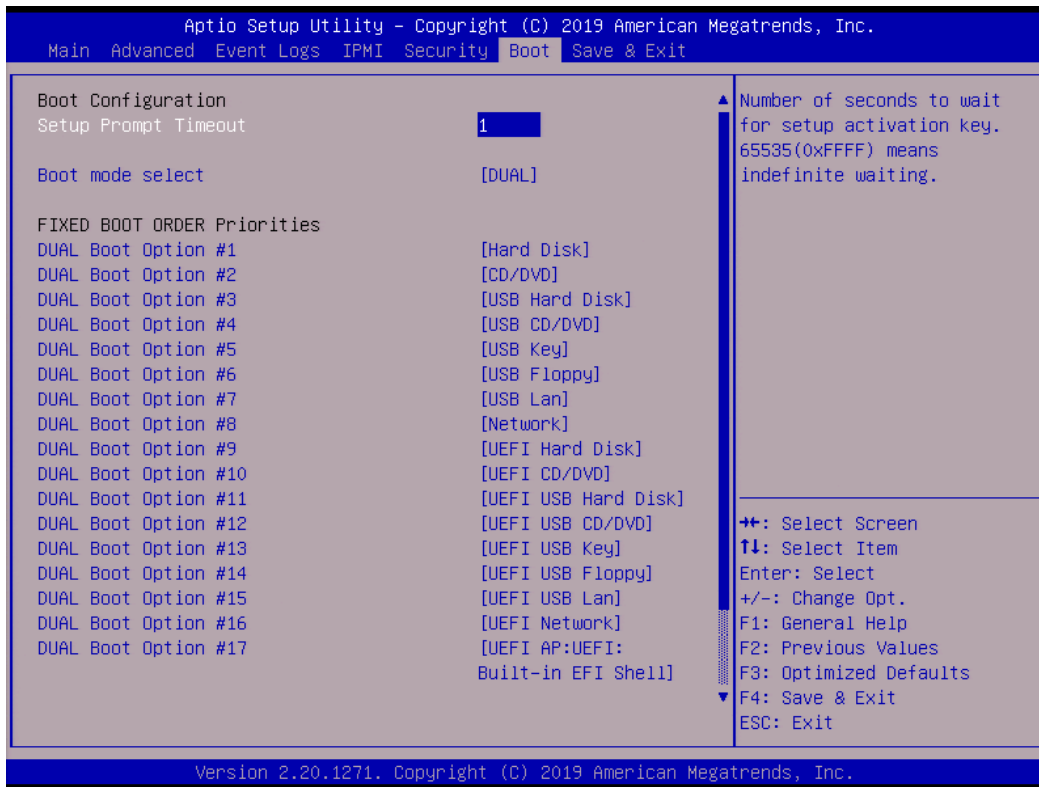 Aptio Setup Utility – Copyright (C) 2019 American Megatrends, Inc.
Main Advanced Event Logs IPMI Security Boot Save & Exit
Boot Configuration
Setup Prompt Timeout 1
Boot mode select [DUAL]
FIXED BOOT ORDER Priorities
DUAL Boot Option #1 [Hard Disk]
DUAL Boot Option #2 [CD/DVD]
DUAL Boot Option #3 [USB Hard Disk]
DUAL Boot Option #4 [USB CD/DVD]
DUAL Boot Option #5 [USB Key]
DUAL Boot Option #6 [USB Floppy]
DUAL Boot Option #7 [USB Lan]
DUAL Boot Option #8 [Network]
DUAL Boot Option #9 [UEFI Hard Disk]
DUAL Boot Option #10 [UEFI CD/DVD]
DUAL Boot Option #11 [UEFI USB Hard Disk]
DUAL Boot Option #12 [UEFI USB CD/DVD]
DUAL Boot Option #13 [UEFI USB Key]
DUAL Boot Option #14 [UEFI USB Floppy]
DUAL Boot Option #15 [UEFI USB Lan]
DUAL Boot Option #16 [UEFI Network]
DUAL Boot Option #17 [UEFI AP:UEFI:
Built-in EFI Shell]
Number of seconds to wait
for setup activation key.
65535(0xFFFF) means
indefinite waiting.
→←: Select Screen
↑↓: Select Item
Enter: Select
+/-: Change Opt.
F1: General Help
F2: Previous Values
F3: Optimized Defaults
F4: Save & Exit
ESC: Exit
Version 2.20.1271. Copyright (C) 2019 American Megatrends, Inc.